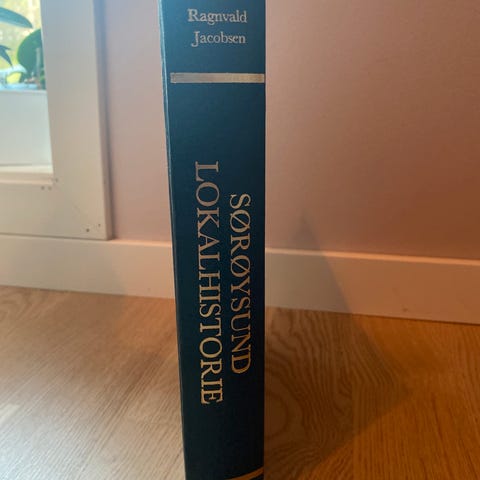 Ragnvald
Jacobsen
SØRØYSUND
LOKALHISTORIE